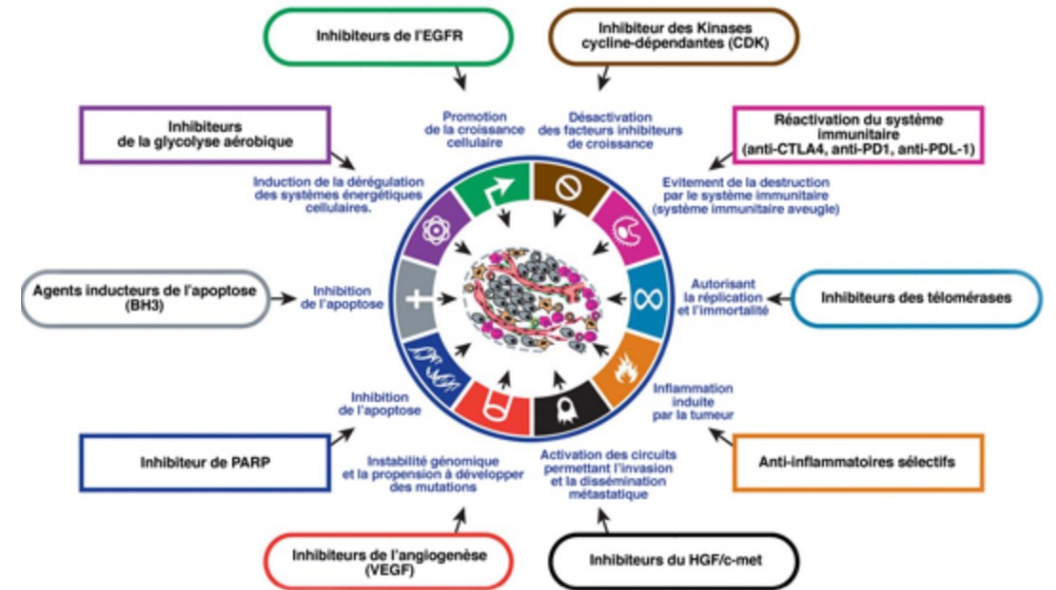 Inhibiteurs de l'EGFR
Inhibiteur des Kinases
cycline-dépendantes (CDK)
Inhibiteurs
de la glycolyse aérobique
Promotion
de la croissance
cellulaire
Désactivation
des facteurs inhibiteurs
de croissance
Réactivation du système
immunitaire
(anti-CTLA4, anti-PD1, anti-PDL-1)
Induction de la dérégulation
des systèmes énergétiques
cellulaires.
Evitement de la destruction
par le système immunitaire
(système immunitaire aveugle)
Agents inducteurs de l'apoptose
(BH3)
Inhibition
de l'apoptose
Autorisant
la réplication
et l'immortalité
Inhibiteurs des télomérases
Inhibition
de l'apoptose
Inflammation
induite
par la tumeur
Inhibiteur de PARP
Instabilité génomique
et la propension à développer
des mutations
Activation des circuits
permettant l'invasion
et la dissémination
métastatique
Anti-inflammatoires sélectifs
Inhibiteurs de l'angiogenèse
(VEGF)
Inhibiteurs du HGF/c-met